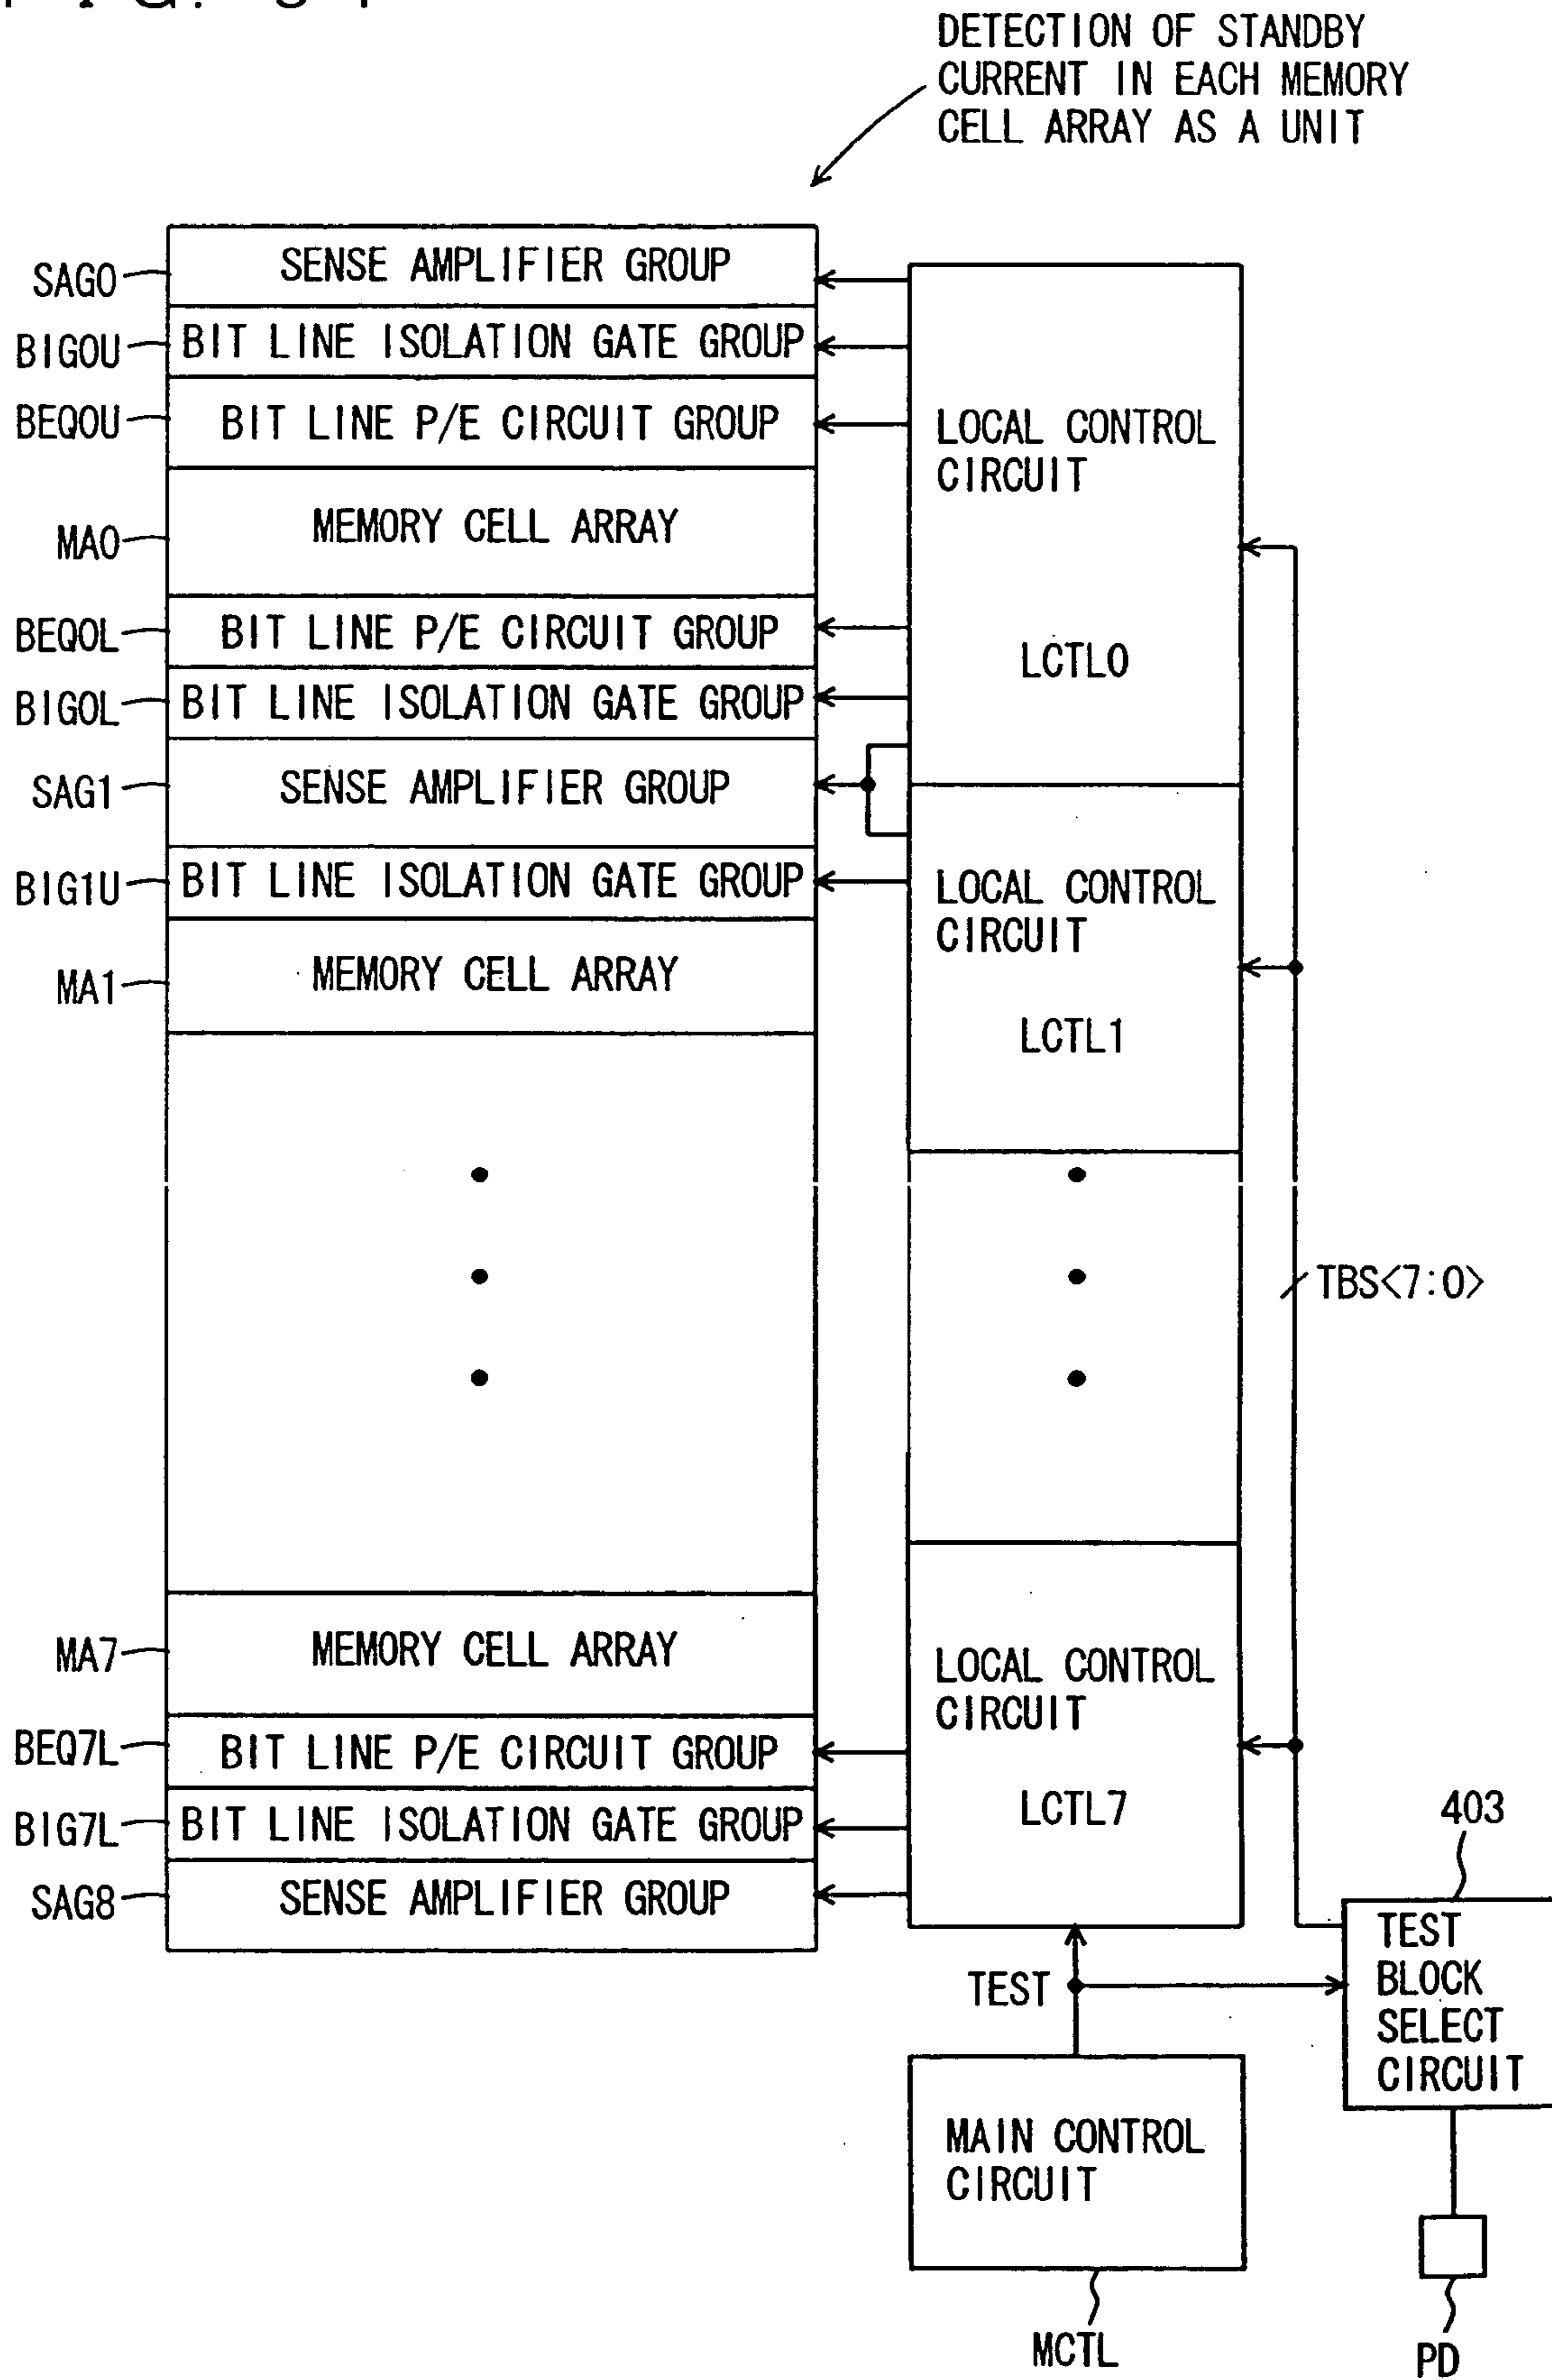 DETECTION OF STANDBY
CURRENT IN EACH MEMORY
CELL ARRAY AS A UNIT
SAG0
SENSE AMPLIFIER GROUP
BIG0U
BIT LINE ISOLATION GATE GROUP
BEQ0U
BIT LINE P/E CIRCUIT GROUP
LOCAL CONTROL
CIRCUIT
MA0
MEMORY CELL ARRAY
BEQ0L
BIT LINE P/E CIRCUIT GROUP
LCTL0
BIG0L
BIT LINE ISOLATION GATE GROUP
SAG1
SENSE AMPLIFIER GROUP
BIG1U
BIT LINE ISOLATION GATE GROUP
LOCAL CONTROL
CIRCUIT
MA1
MEMORY CELL ARRAY
LCTL1
TBS<7:0>
MA7
MEMORY CELL ARRAY
LOCAL CONTROL
CIRCUIT
BEQ7L
BIT LINE P/E CIRCUIT GROUP
LCTL7
BIG7L
BIT LINE ISOLATION GATE GROUP
403
SAG8
SENSE AMPLIFIER GROUP
TEST
BLOCK
SELECT
CIRCUIT
TEST
MAIN CONTROL
CIRCUIT
MCTL
PD